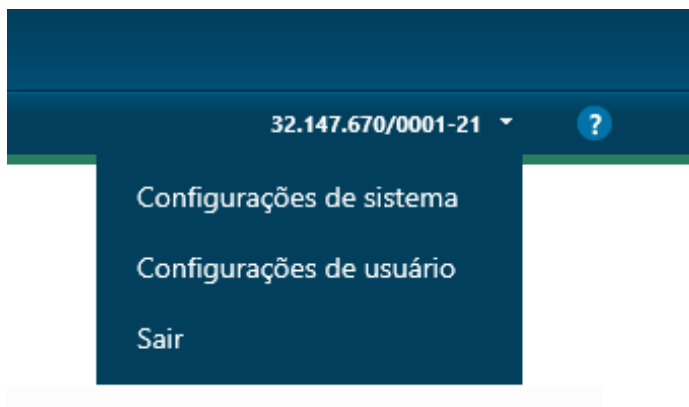 32.147.670/0001-21 ?
Configurações de sistema
Configurações de usuário
Sair